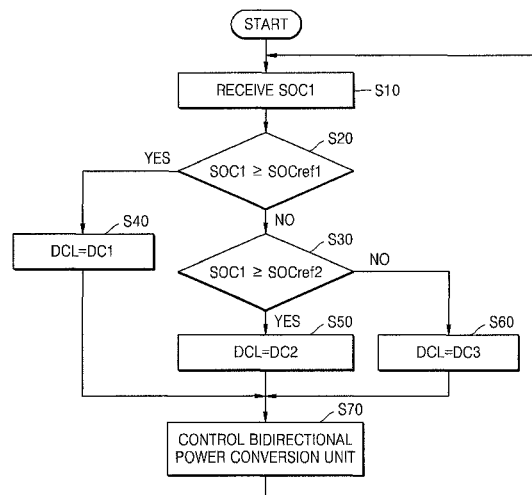 START
RECEIVE SOC1
S10
S20
YES
SOC1 ≥ SOCref1
S40
NO
S30
DCL=DC1
SOC1 ≥ SOCref2
NO
YES
S50
S60
DCL=DC2
DCL=DC3
S70
CONTROL BIDIRECTIONAL
POWER CONVERSION UNIT